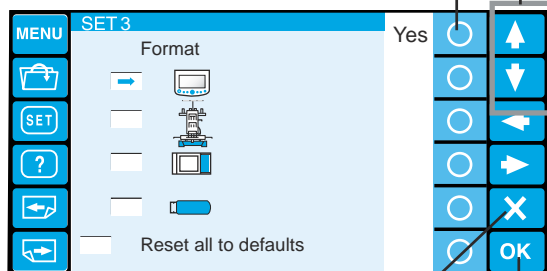 MENU
SET 3
Format
Yes
SET
?
Reset all to defaults
OK